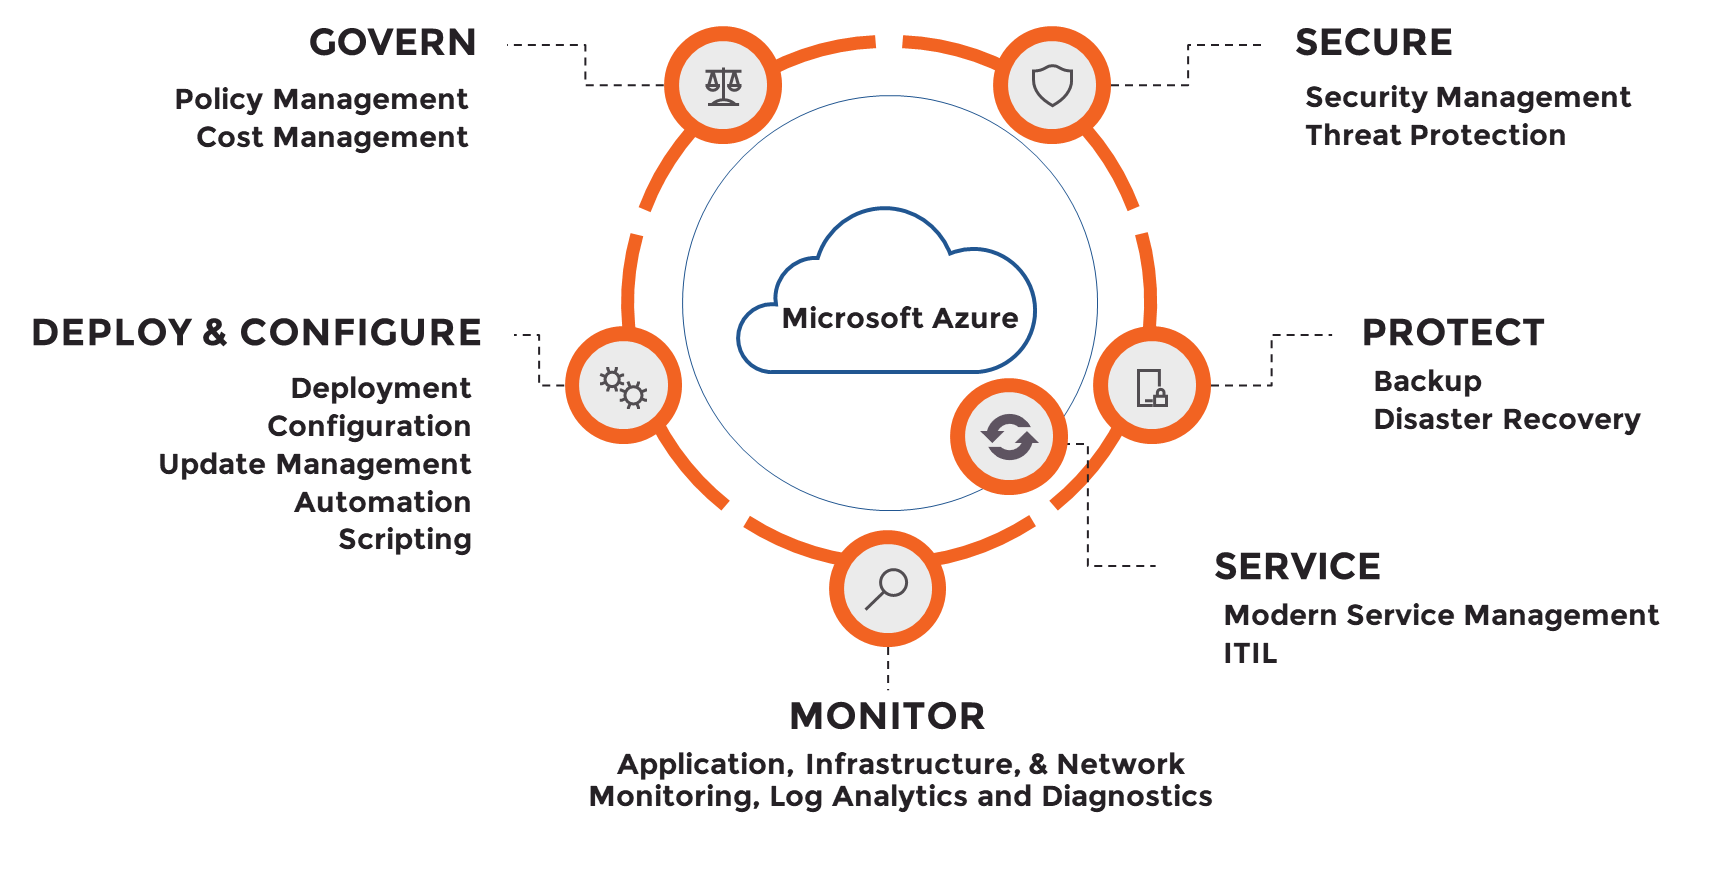 GOVERN
Policy Management
Cost Management
SECURE
Security Management
Threat Protection
Microsoft Azure
DEPLOY & CONFIGURE
Deployment
Configuration
Update Management
Automation
Scripting
PROTECT
Backup
Disaster Recovery
SERVICE
Modern Service Management
ITIL
MONITOR
Application, Infrastructure, & Network
Monitoring, Log Analytics and Diagnostics